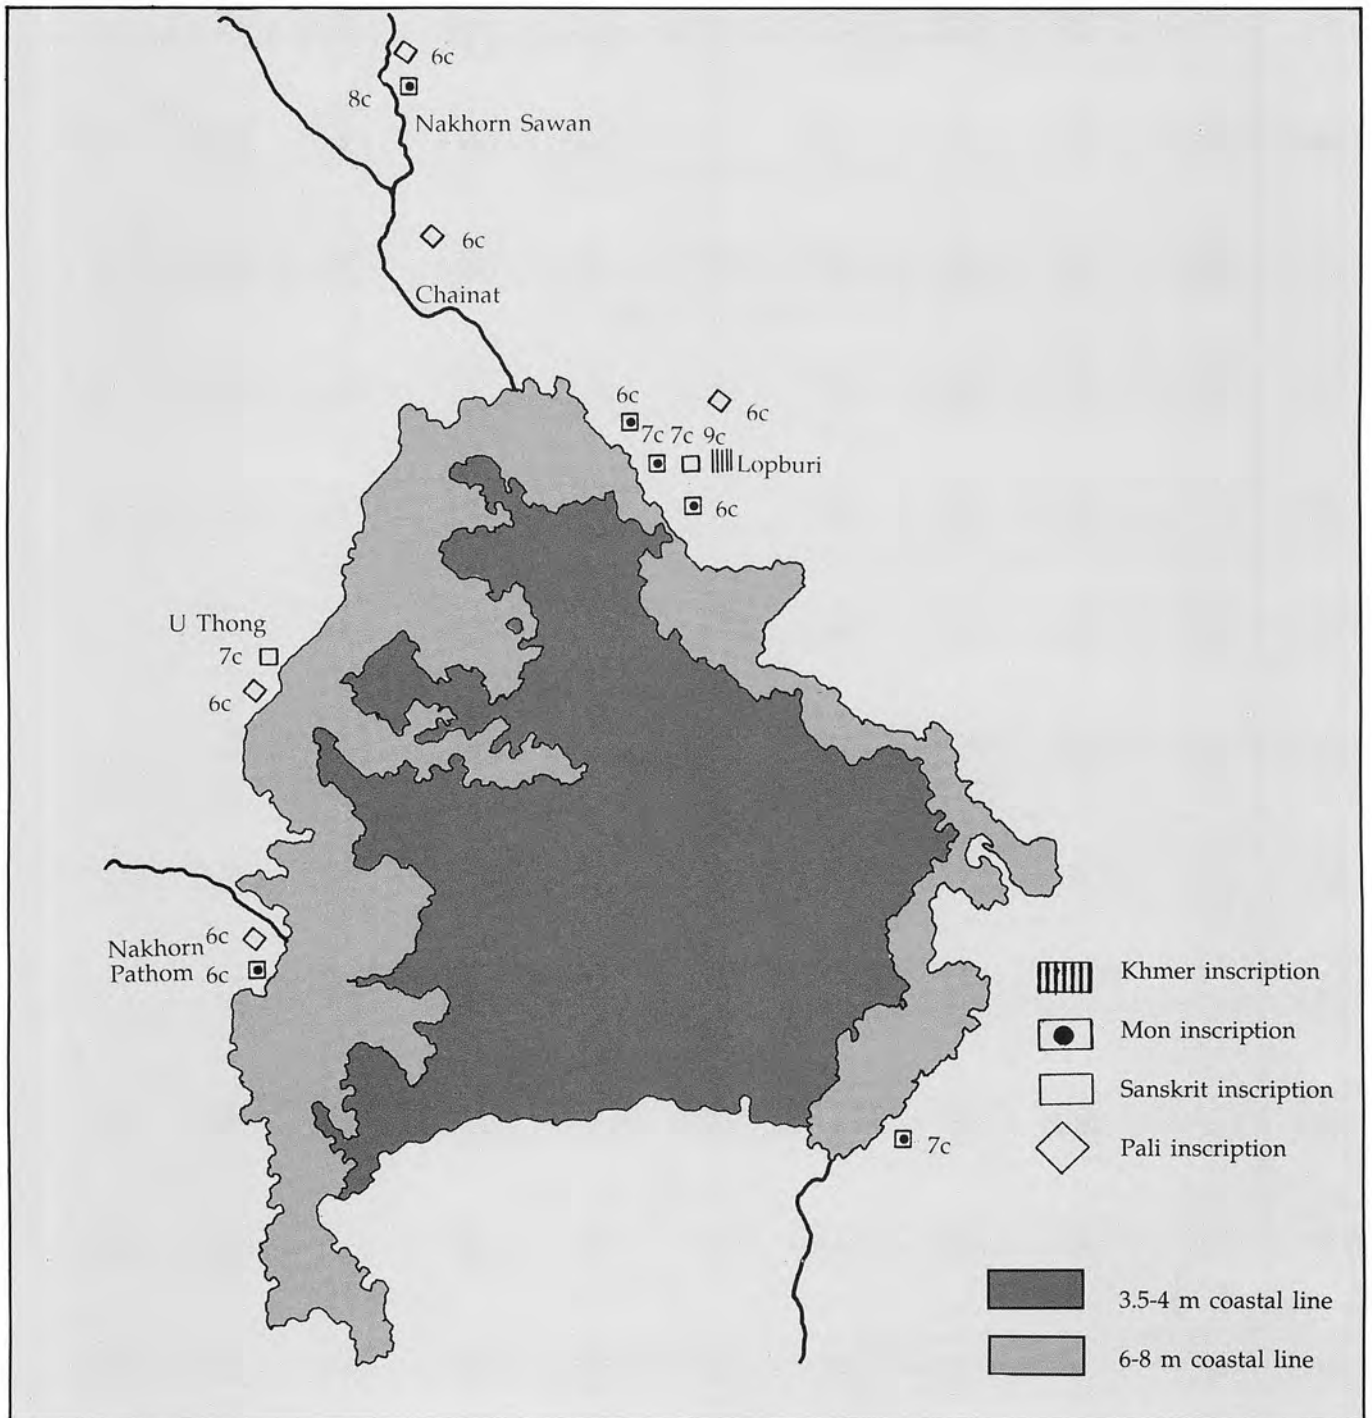 6c
8c
Nakhorn Sawan
6c
Chainat
6c
6c
7c 7c 9c
Lopburi
6c
U Thong
7c
6c
Nakhorn 6c
Pathom 6c
Khmer inscription
Mon inscription
Sanskrit inscription
Pali inscription
7c
3.5-4 m coastal line
6-8 m coastal line